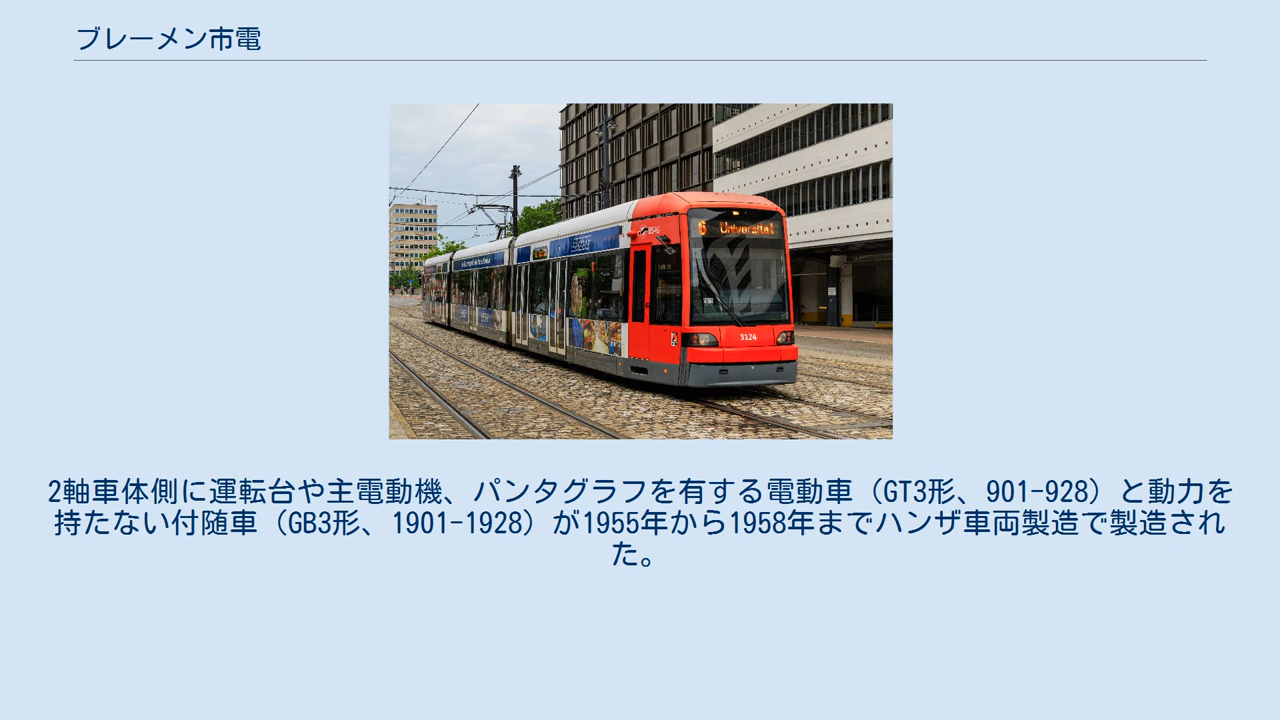 ブレーメン市電
6 Universität
BSAG
3124
2軸車体側に運転台や主電動機、パンタグラフを有する電動車（GT3形、901-928）と動力を
持たない付随車（GB3形、1901-1928）が1955年から1958年までハンザ車両製造で製造され
た。